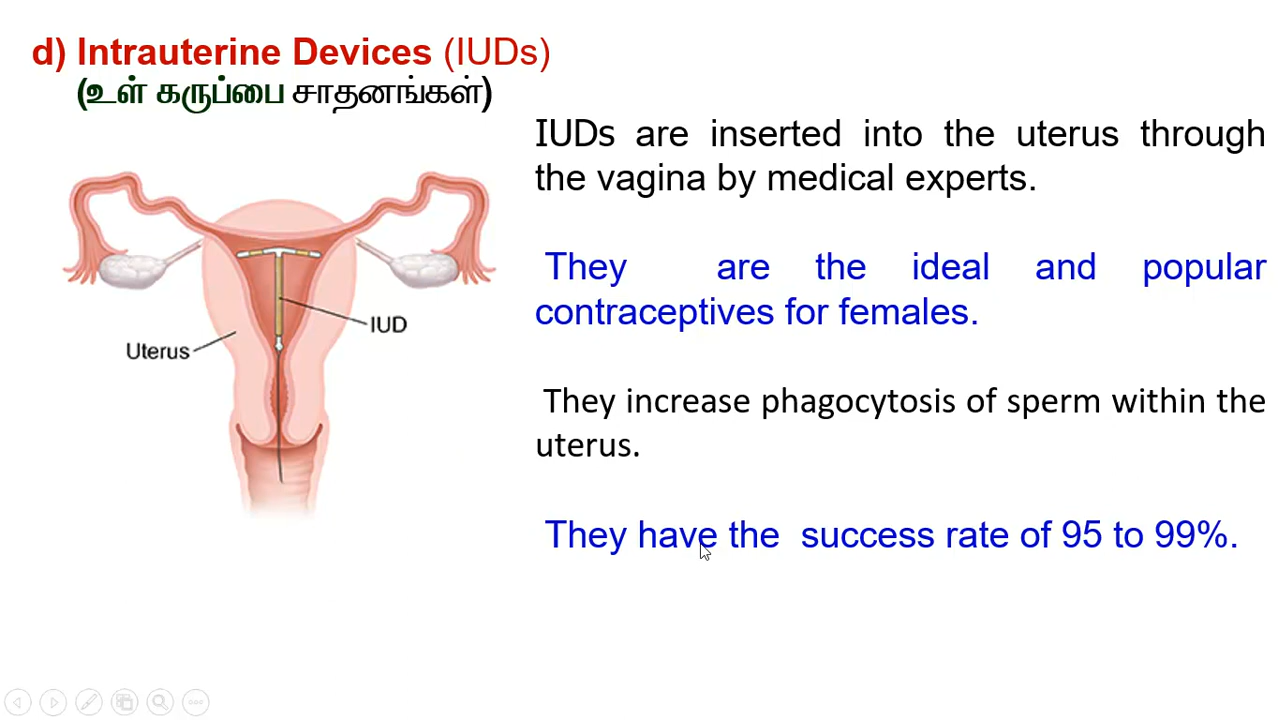 d) Intrauterine Devices (IUDs)
(உள் கருப்பை சாதனங்கள்)
IUDs are inserted into the uterus through
the vagina by medical experts.
They are the ideal and popular
contraceptives for females.
They increase phagocytosis of sperm within the
uterus.
They have the success rate of 95 to 99%.
IUD
Uterus